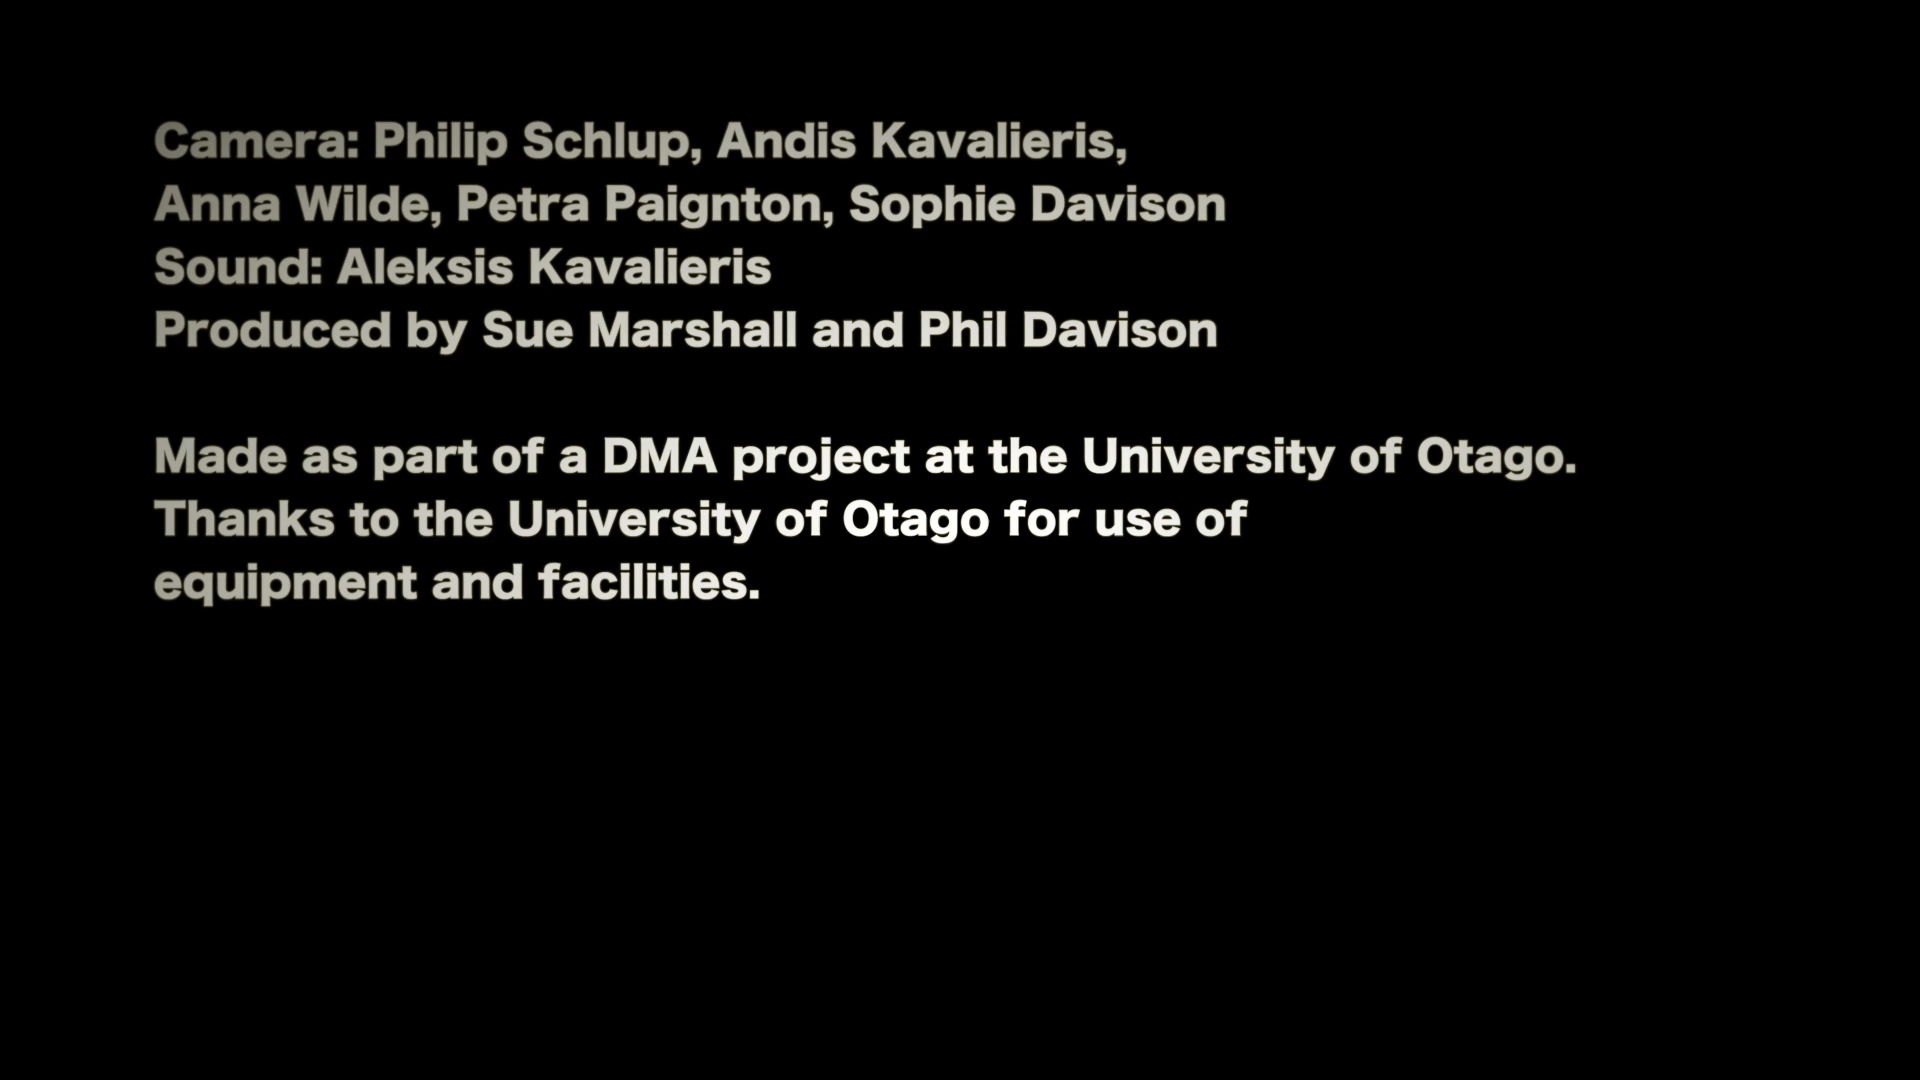 Camera: Philip Schlup, Andis Kavalieris,
Anna Wilde, Petra Paignton, Sophie Davison
Sound: Aleksis Kavalieris
Produced by Sue Marshall and Phil Davison
Made as part of a DMA project at the University of Otago.
Thanks to the University of Otago for use of
equipment and facilities.